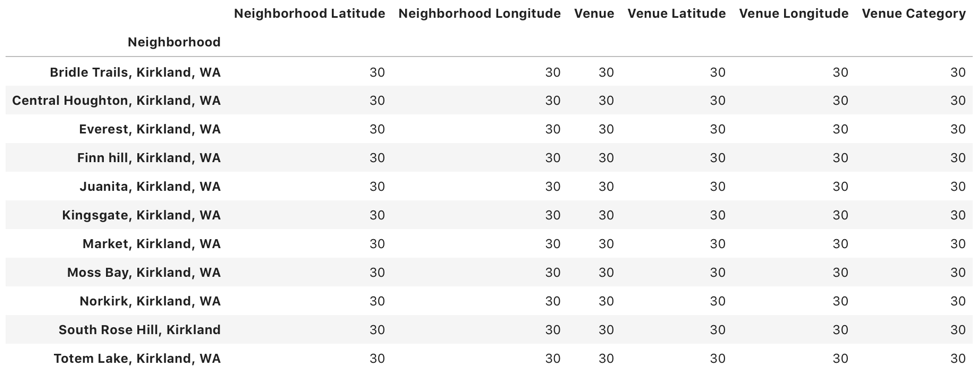 Neighborhood Latitude Neighborhood Longitude Venue Venue Latitude Venue Longitude Venue Category
Neighborhood
Bridle Trails, Kirkland, WA 30 30 30 30 30 30
Central Houghton, Kirkland, WA 30 30 30 30 30 30
Everest, Kirkland, WA 30 30 30 30 30 30
Finn hill, Kirkland, WA 30 30 30 30 30 30
Juanita, Kirkland, WA 30 30 30 30 30 30
Kingsgate, Kirkland, WA 30 30 30 30 30 30
Market, Kirkland, WA 30 30 30 30 30 30
Moss Bay, Kirkland, WA 30 30 30 30 30 30
Norkirk, Kirkland, WA 30 30 30 30 30 30
South Rose Hill, Kirkland 30 30 30 30 30 30
Totem Lake, Kirkland, WA 30 30 30 30 30 30